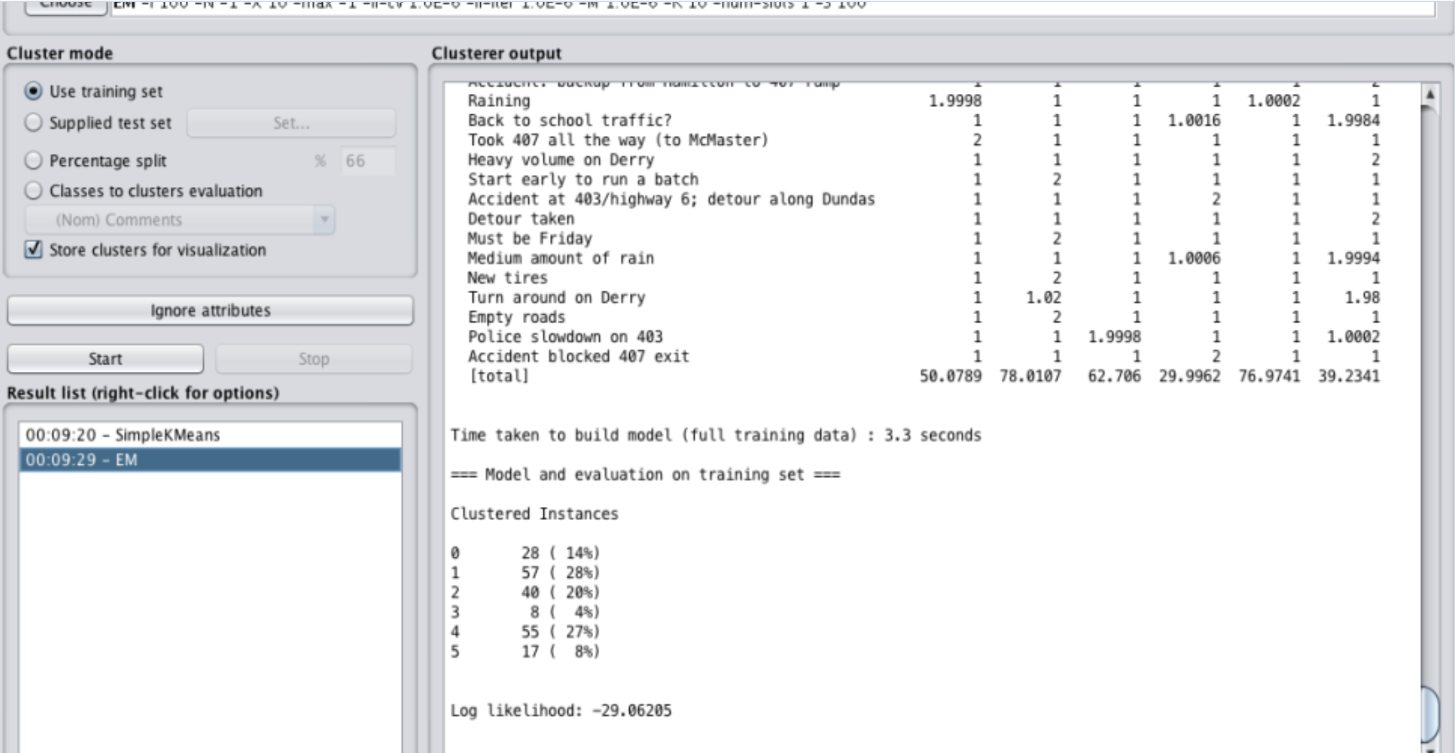 Choose EM -I 100 -N -1 -X 10 -max -1 -ll-cv 1.0E-6 -ll-iter 1.0E-6 -M 1.0E-6 -K 10 -num-slots 1 -S 100
Cluster mode
Use training set
Supplied test set Set...
Percentage split % 66
Classes to clusters evaluation
(Nom) Comments
Store clusters for visualization
Ignore attributes
Start Stop
Result list (right-click for options)
00:09:20 - SimpleKMeans
00:09:29 - EM
Clusterer output
Accident: backup from Hamilton to 407 ramp 1 1 1 1 1 2
Raining 1.9998 1 1 1 1.0002 1
Back to school traffic? 1 1 1 1.0016 1 1.9984
Took 407 all the way (to McMaster) 2 1 1 1 1 1
Heavy volume on Derry 1 1 1 1 1 2
Start early to run a batch 1 2 1 1 1 1
Accident at 403/highway 6; detour along Dundas 1 1 1 2 1 1
Detour taken 1 1 1 1 1 2
Must be Friday 1 2 1 1 1 1
Medium amount of rain 1 1 1 1.0006 1 1.9994
New tires 1 2 1 1 1 1
Turn around on Derry 1 1.02 1 1 1 1.98
Empty roads 1 2 1 1 1 1
Police slowdown on 403 1 1 1.9998 1 1 1.0002
Accident blocked 407 exit 1 1 1 2 1 1
[total] 50.0789 78.0107 62.706 29.9962 76.9741 39.2341
Time taken to build model (full training data) : 3.3 seconds
=== Model and evaluation on training set ===
Clustered Instances
0 28 ( 14%)
1 57 ( 28%)
2 40 ( 20%)
3 8 ( 4%)
4 55 ( 27%)
5 17 ( 8%)
Log likelihood: -29.06205